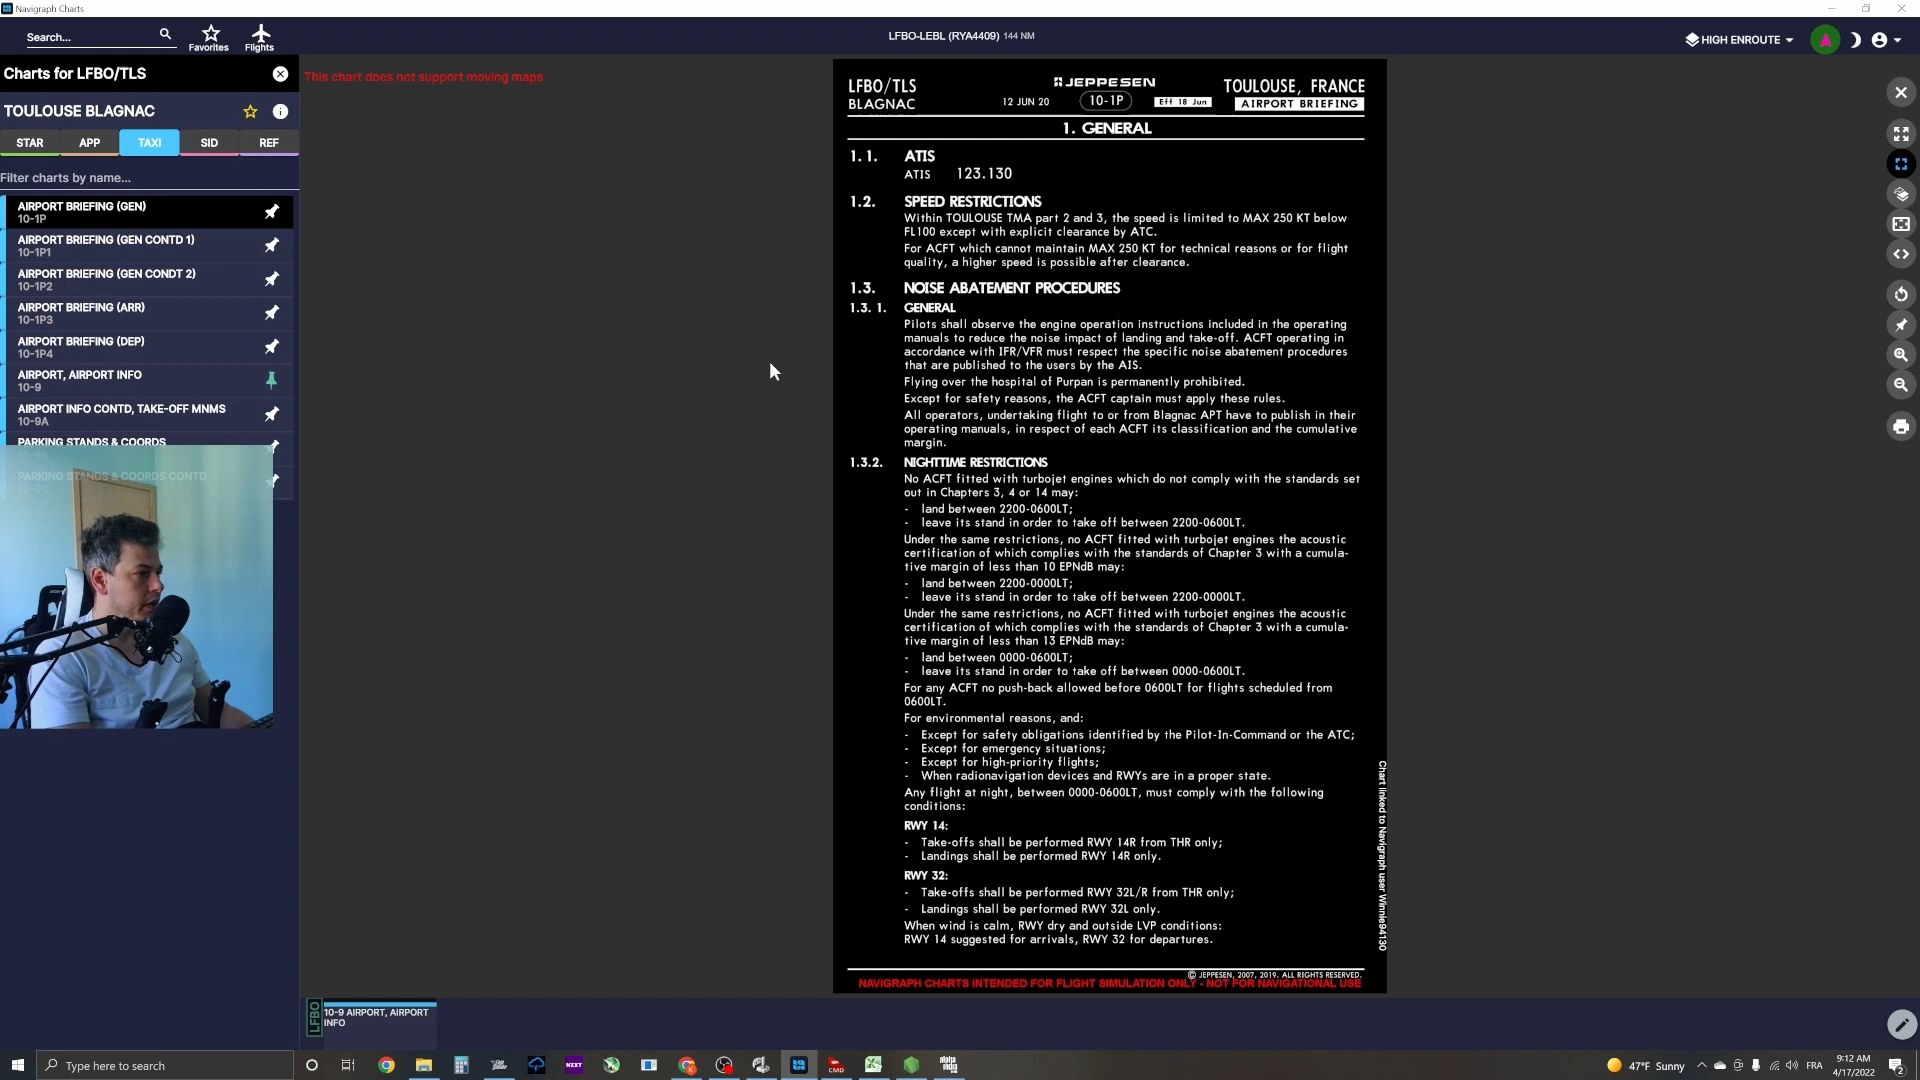 Navigraph Charts
Search...
Favorites
Flights
LFBO-LEBL (RYA4409) 144 NM
HIGH ENROUTE
Charts for LFBO/TLS
This chart does not support moving maps
TOULOUSE BLAGNAC
STAR
APP
TAXI
SID
REF
Filter charts by name...
AIRPORT BRIEFING (GEN)
10-1P
AIRPORT BRIEFING (GEN CONTD 1)
10-1P1
AIRPORT BRIEFING (GEN CONDT 2)
10-1P2
AIRPORT BRIEFING (ARR)
10-1P3
AIRPORT BRIEFING (DEP)
10-1P4
AIRPORT, AIRPORT INFO
10-9
AIRPORT INFO CONTD, TAKE-OFF MNMS
10-9A
PARKING STANDS & COORDS
10-9B
PARKING STANDS & COORDS CONTD
LFBO/TLS
BLAGNAC
JEPPESEN
12 JUN 20
10-1P
Eff 18 Jun
TOULOUSE, FRANCE
AIRPORT BRIEFING
1. GENERAL
1. 1. ATIS
ATIS 123.130
1.2. SPEED RESTRICTIONS
Within TOULOUSE TMA part 2 and 3, the speed is limited to MAX 250 KT below
FL100 except with explicit clearance by ATC.
For ACFT which cannot maintain MAX 250 KT for technical reasons or for flight
quality, a higher speed is possible after clearance.
1.3. NOISE ABATEMENT PROCEDURES
1.3. 1. GENERAL
Pilots shall observe the engine operation instructions included in the operating
manuals to reduce the noise impact of landing and take-off. ACFT operating in
accordance with IFR/VFR must respect the specific noise abatement procedures
that are published to the users by the AIS.
Flying over the hospital of Purpan is permanently prohibited.
Except for safety reasons, the ACFT captain must apply these rules.
All operators, undertaking flight to or from Blagnac APT have to publish in their
operating manuals, in respect of each ACFT its classification and the cumulative
margin.
1.3.2. NIGHTTIME RESTRICTIONS
No ACFT fitted with turbojet engines which do not comply with the standards set
out in Chapters 3, 4 or 14 may:
- land between 2200-0600LT;
- leave its stand in order to take off between 2200-0600LT.
Under the same restrictions, no ACFT fitted with turbojet engines the acoustic
certification of which complies with the standards of Chapter 3 with a cumula-
tive margin of less than 10 EPNdB may:
- land between 2200-0000LT;
- leave its stand in order to take off between 2200-0000LT.
Under the same restrictions, no ACFT fitted with turbojet engines the acoustic
certification of which complies with the standards of Chapter 3 with a cumula-
tive margin of less than 13 EPNdB may:
- land between 0000-0600LT;
- leave its stand in order to take off between 0000-0600LT.
For any ACFT no push-back allowed before 0600LT for flights scheduled from
0600LT.
For environmental reasons, and:
- Except for safety obligations identified by the Pilot-In-Command or the ATC;
- Except for emergency situations;
- Except for high-priority flights;
- When radionavigation devices and RWYs are in a proper state.
Any flight at night, between 0000-0600LT, must comply with the following
conditions:
RWY 14:
- Take-offs shall be performed RWY 14R from THR only;
- Landings shall be performed RWY 14R only.
RWY 32:
- Take-offs shall be performed RWY 32L/R from THR only;
- Landings shall be performed RWY 32L only.
When wind is calm, RWY dry and outside LVP conditions:
RWY 14 suggested for arrivals, RWY 32 for departures.
Chart linked to Navigraph user Winnie94130
© JEPPESEN, 2007, 2019. ALL RIGHTS RESERVED.
NAVIGRAPH CHARTS INTENDED FOR FLIGHT SIMULATION ONLY - NOT FOR NAVIGATIONAL USE
LFBO
10-9 AIRPORT, AIRPORT
INFO
Type here to search
NZXT
CMD
47°F Sunny
FRA
9:12 AM
4/17/2022
2